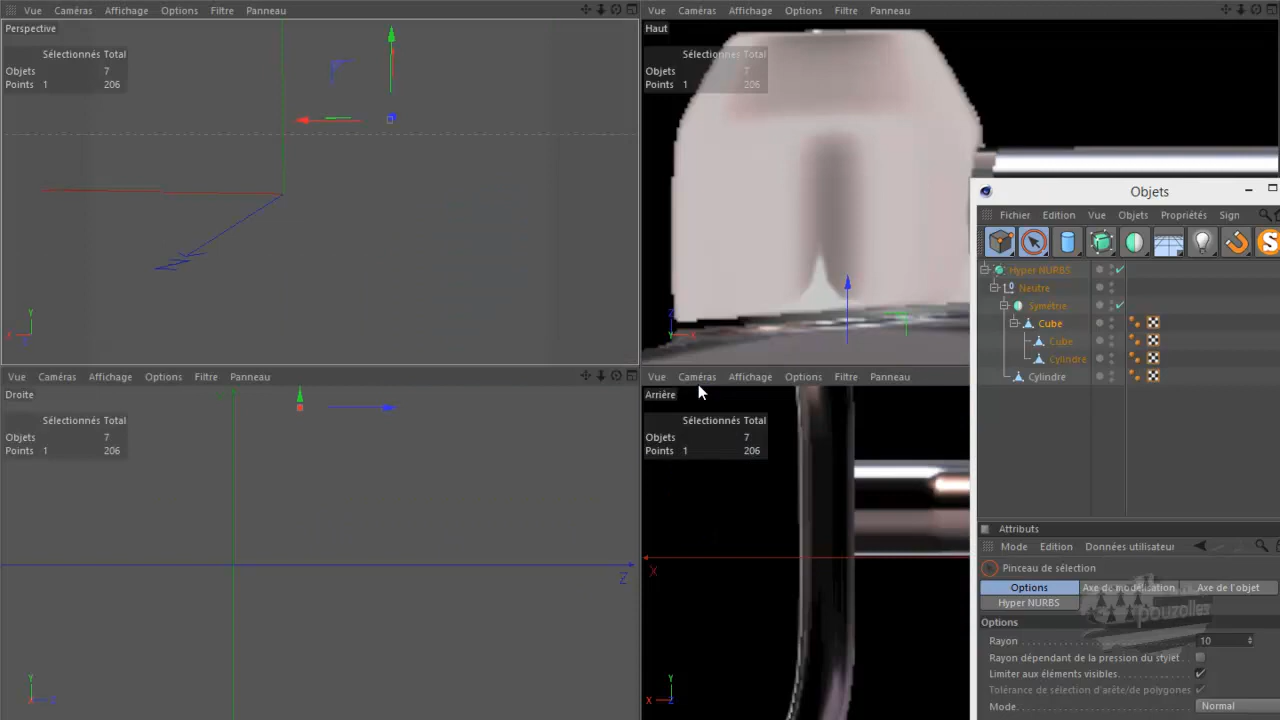 Vue Caméras Affichage Options Filtre Panneau
Perspective
Sélectionnés Total
Objets 7
Points 1 206
Y
X
Vue Caméras Affichage Options Filtre Panneau
Haut
Sélectionnés Total
Objets 7
Points 1 206
Z
Y X
Vue Caméras Affichage Options Filtre Panneau
Droite
Sélectionnés Total
Objets 7
Points 1 206
Z
Y
Vue Caméras Affichage Options Filtre Panneau
Arrière
Sélectionnés Total
Objets 7
Points 1 206
X
Y
X Z
Objets
Fichier Edition Vue Objets Propriétés Sign
Hyper NURBS
Neutre
Symétrie
Cube
Cube
Cylindre
Cylindre
Attributs
Mode Edition Données utilisateur
Pinceau de sélection
Options Axe de modélisation Axe de l'objet
Hyper NURBS
Options
Rayon 10
Rayon dépendant de la pression du stylet
Limiter aux éléments visibles.
Tolérance de sélection d'arête/de polygones
Mode. Normal
pouzolles